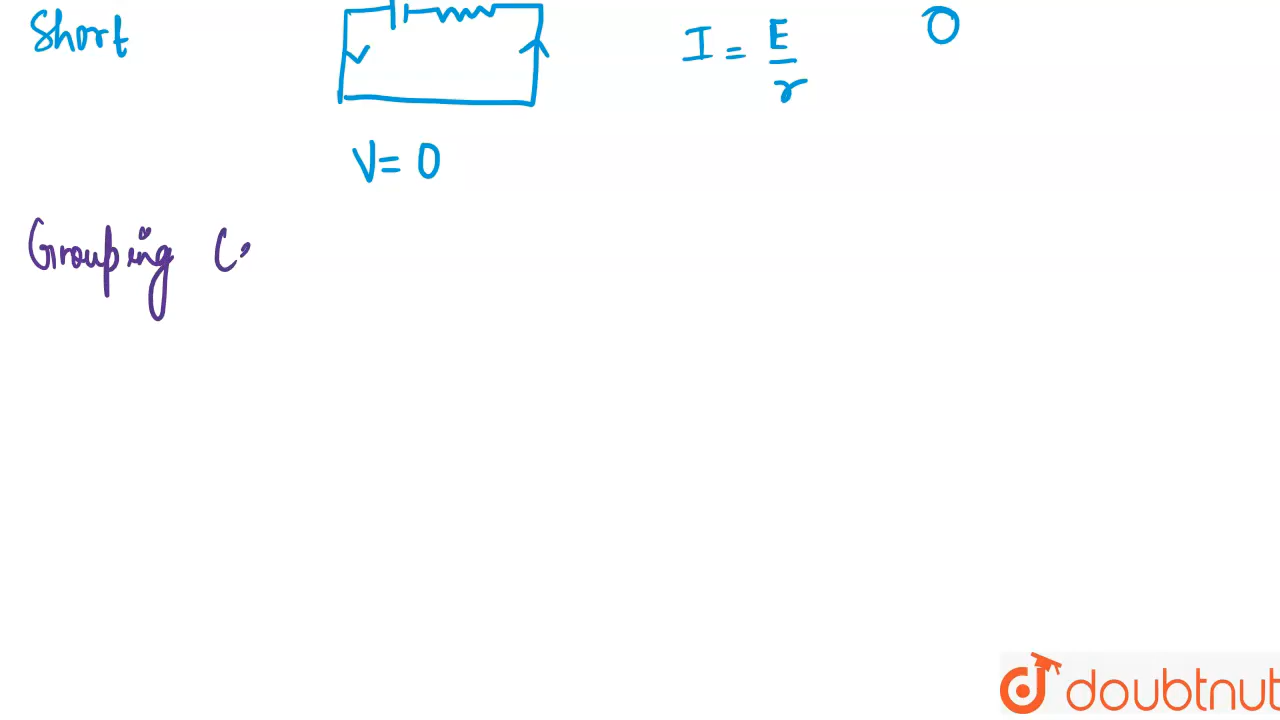 Short
I = E/r
0
V = 0
Grouping (
doubtnut